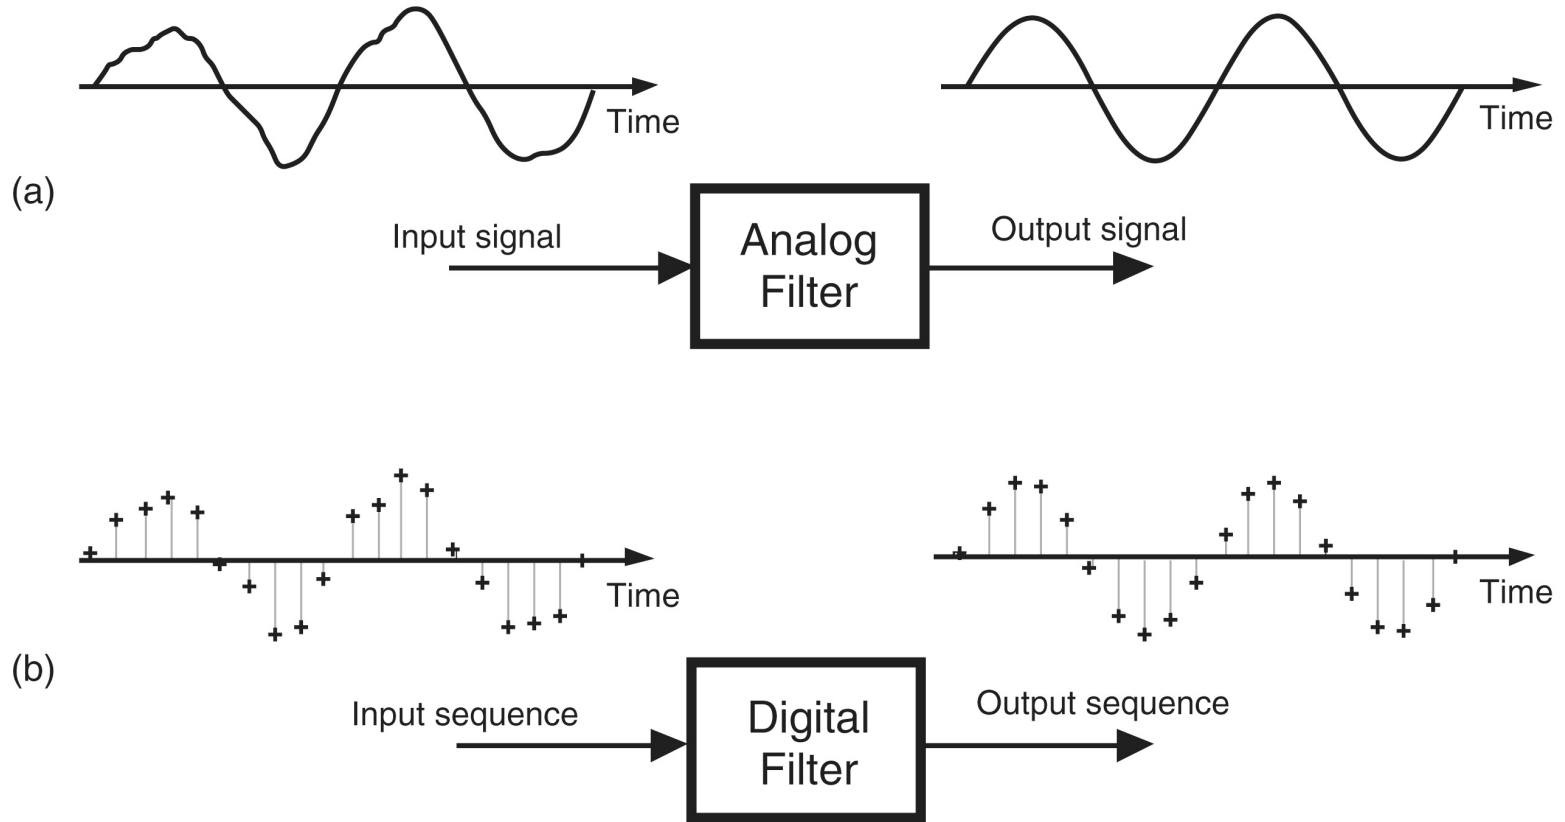 Time
Time
(a)
Input signal
Analog
Filter
Output signal
Time
Time
(b)
Input sequence
Digital
Filter
Output sequence